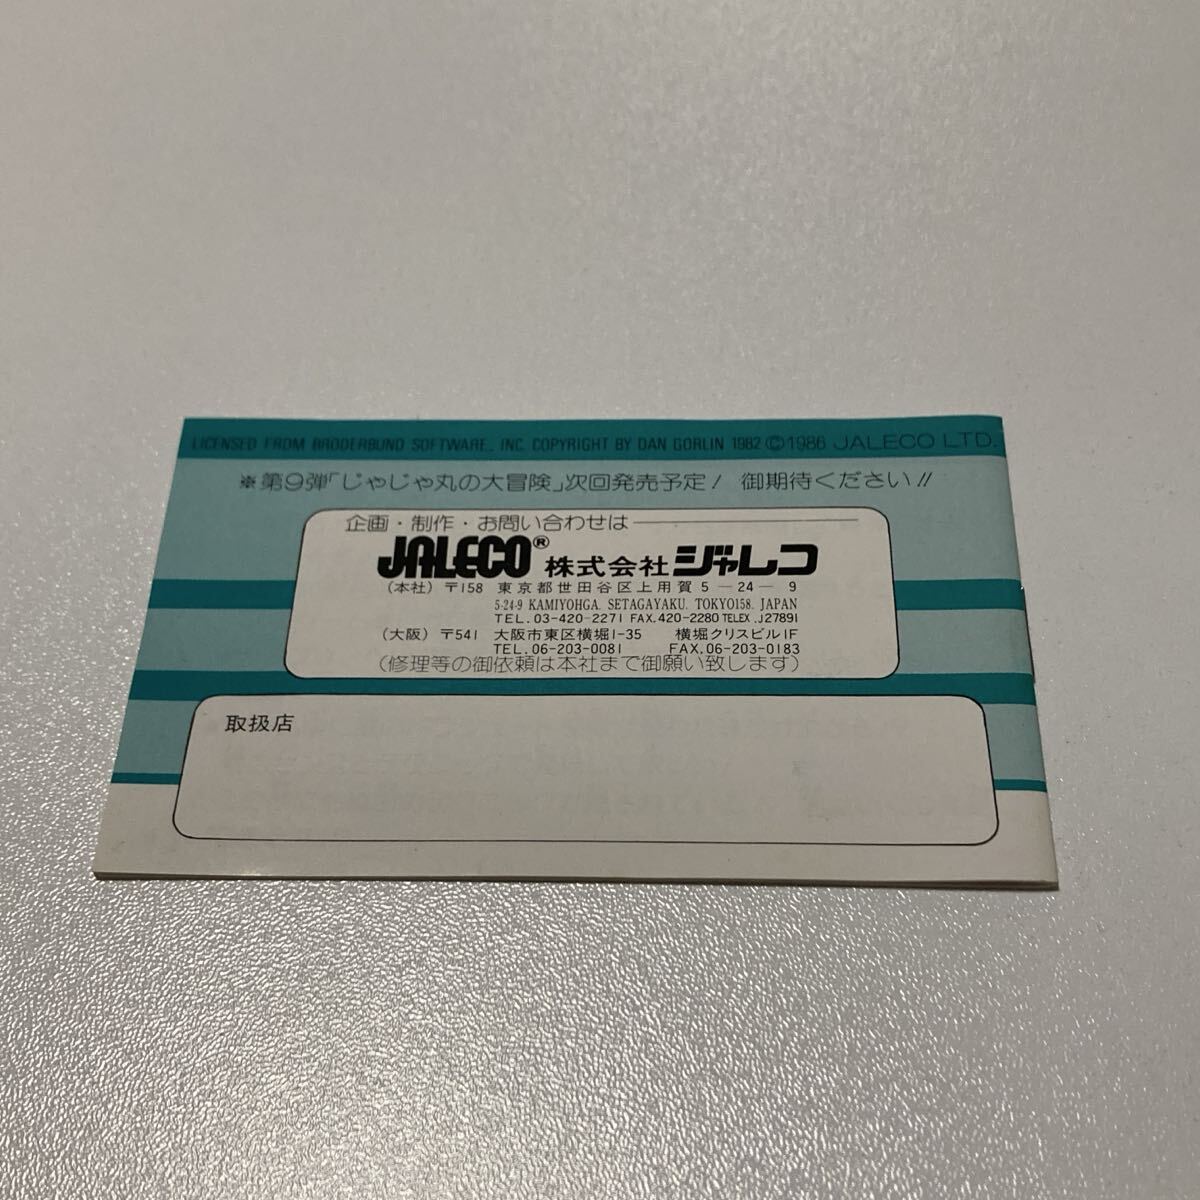 LICENSED FROM BRODERBUND SOFTWARE., INC. COPYRIGHT BY DAN GORLIN 1982 ©1986 JALECO LTD.
※第9弾「じゃじゃ丸の大冒険」次回発売予定! 御期待ください!!
企画・制作・お問い合わせは
JALECO® 株式会社 ジャレコ
(本社) 〒158 東京都世田谷区上用賀5-24-9
5-24-9 KAMIYOHGA. SETAGAYAKU. TOKYO158. JAPAN
TEL.03-420-2271 FAX.420-2280 TELEX.J27891
(大阪) 〒541 大阪市東区横堀1-35 横堀クリスビル1F
TEL.06-203-0081 FAX.06-203-0183
(修理等の御依頼は本社まで御願い致します)
取扱店